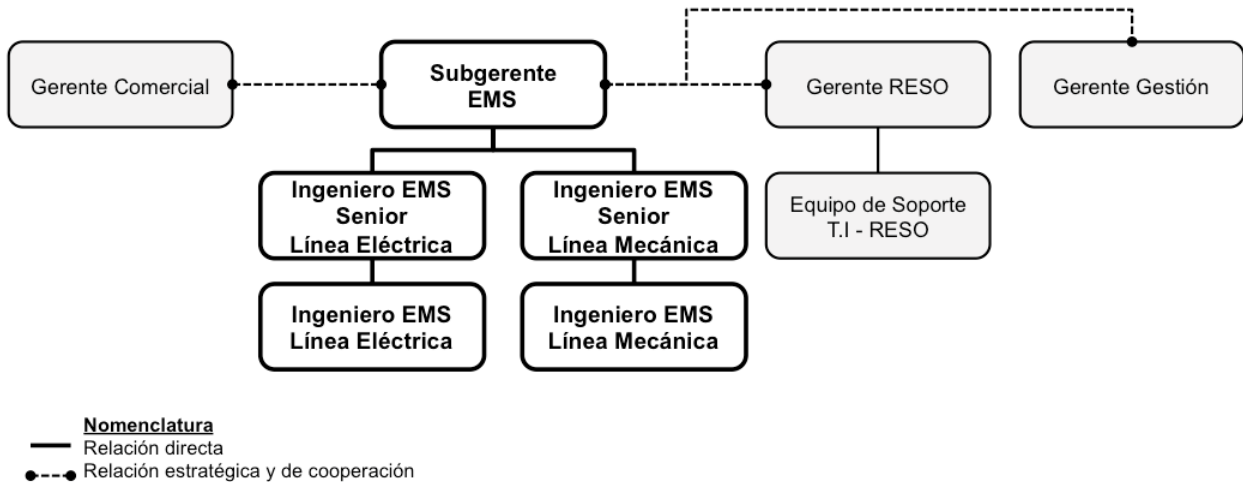 Gerente Comercial
Subgerente
EMS
Gerente RESO
Gerente Gestión
Ingeniero EMS
Senior
Línea Eléctrica
Ingeniero EMS
Senior
Línea Mecánica
Equipo de Soporte
T.I - RESO
Ingeniero EMS
Línea Eléctrica
Ingeniero EMS
Línea Mecánica
Nomenclatura
Relación directa
Relación estratégica y de cooperación